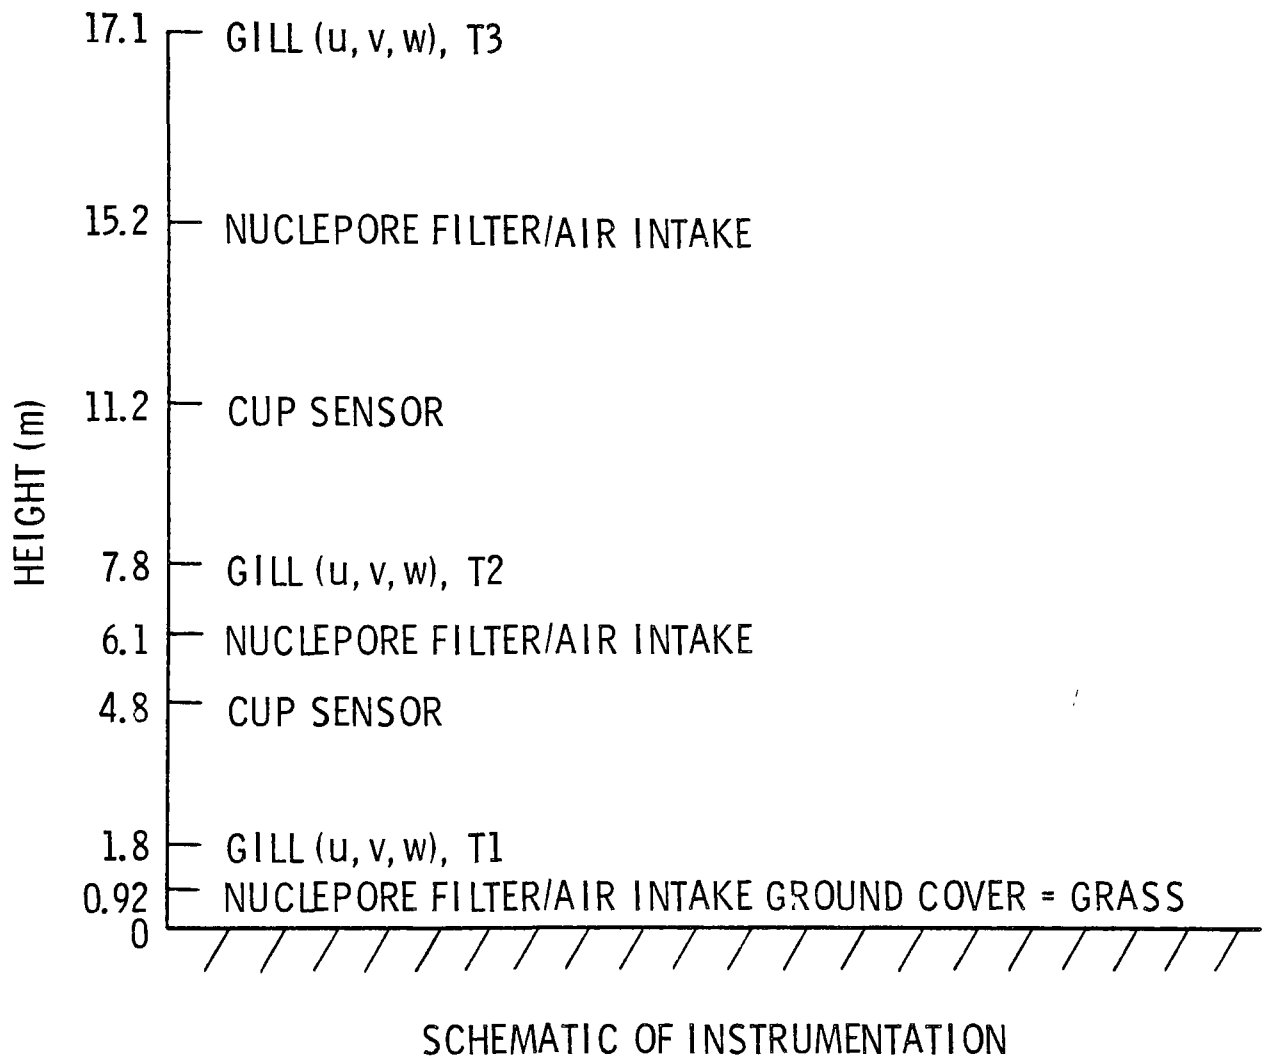 17.1 GILL (u, v, w), T3
15.2 NUCLEPORE FILTER/AIR INTAKE
11.2 CUP SENSOR
HEIGHT (m)
7.8 GILL (u, v, w), T2
6.1 NUCLEPORE FILTER/AIR INTAKE
4.8 CUP SENSOR
1.8 GILL (u, v, w), T1
0.92 NUCLEPORE FILTER/AIR INTAKE GROUND COVER = GRASS
0
SCHEMATIC OF INSTRUMENTATION